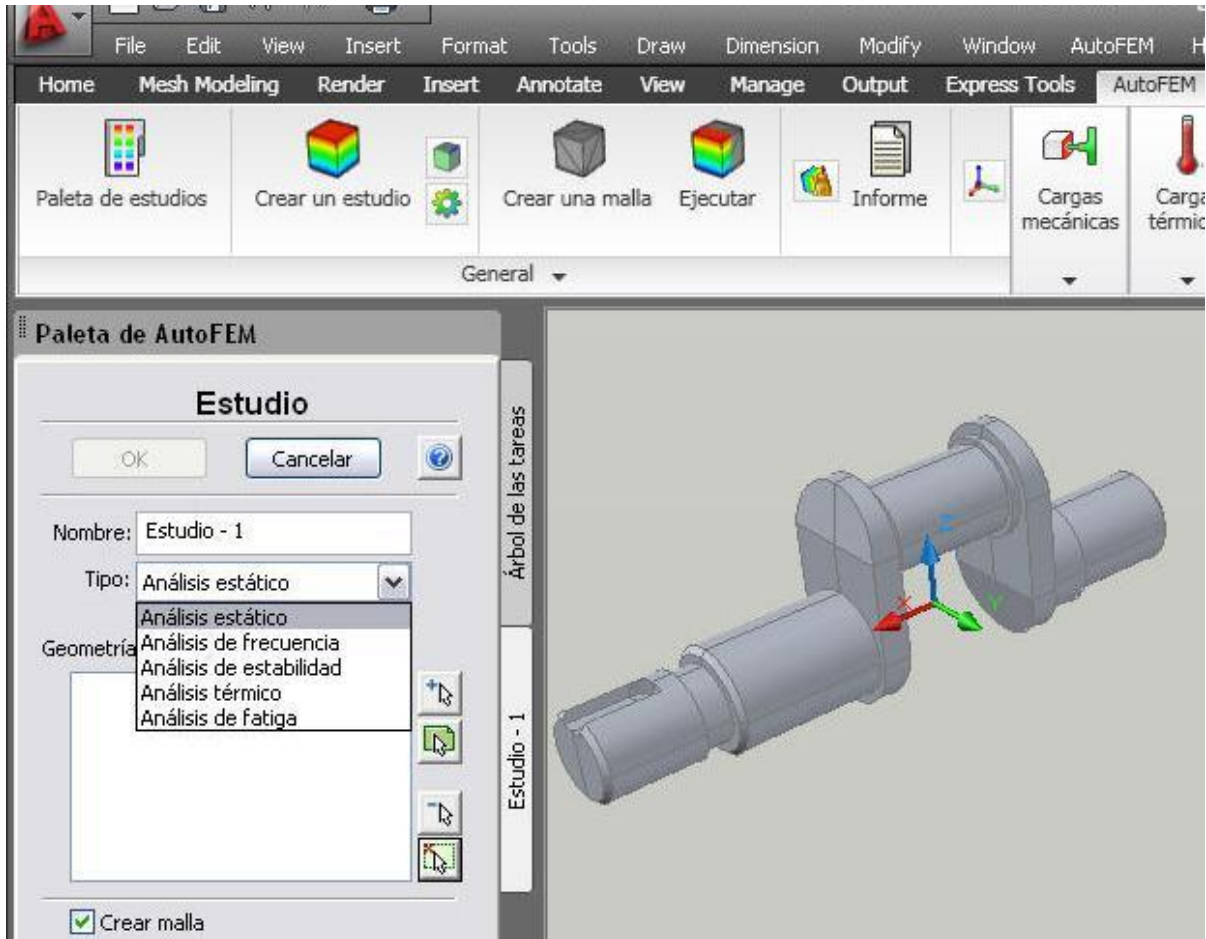 File Edit View Insert Format Tools Draw Dimension Modify Window AutoFEM
Home Mesh Modeling Render Insert Annotate View Manage Output Express Tools AutoFEM
Paleta de estudios
Crear un estudio
Crear una malla
Ejecutar
Informe
Cargas
mecánicas
General
Paleta de AutoFEM
Estudio
OK
Cancelar
Nombre: Estudio - 1
Tipo: Análisis estático
Análisis estático
Análisis de frecuencia
Análisis de estabilidad
Análisis térmico
Análisis de fatiga
Geometría
Crear malla
Árbol de las tareas
Estudio - 1
Z
X
Y